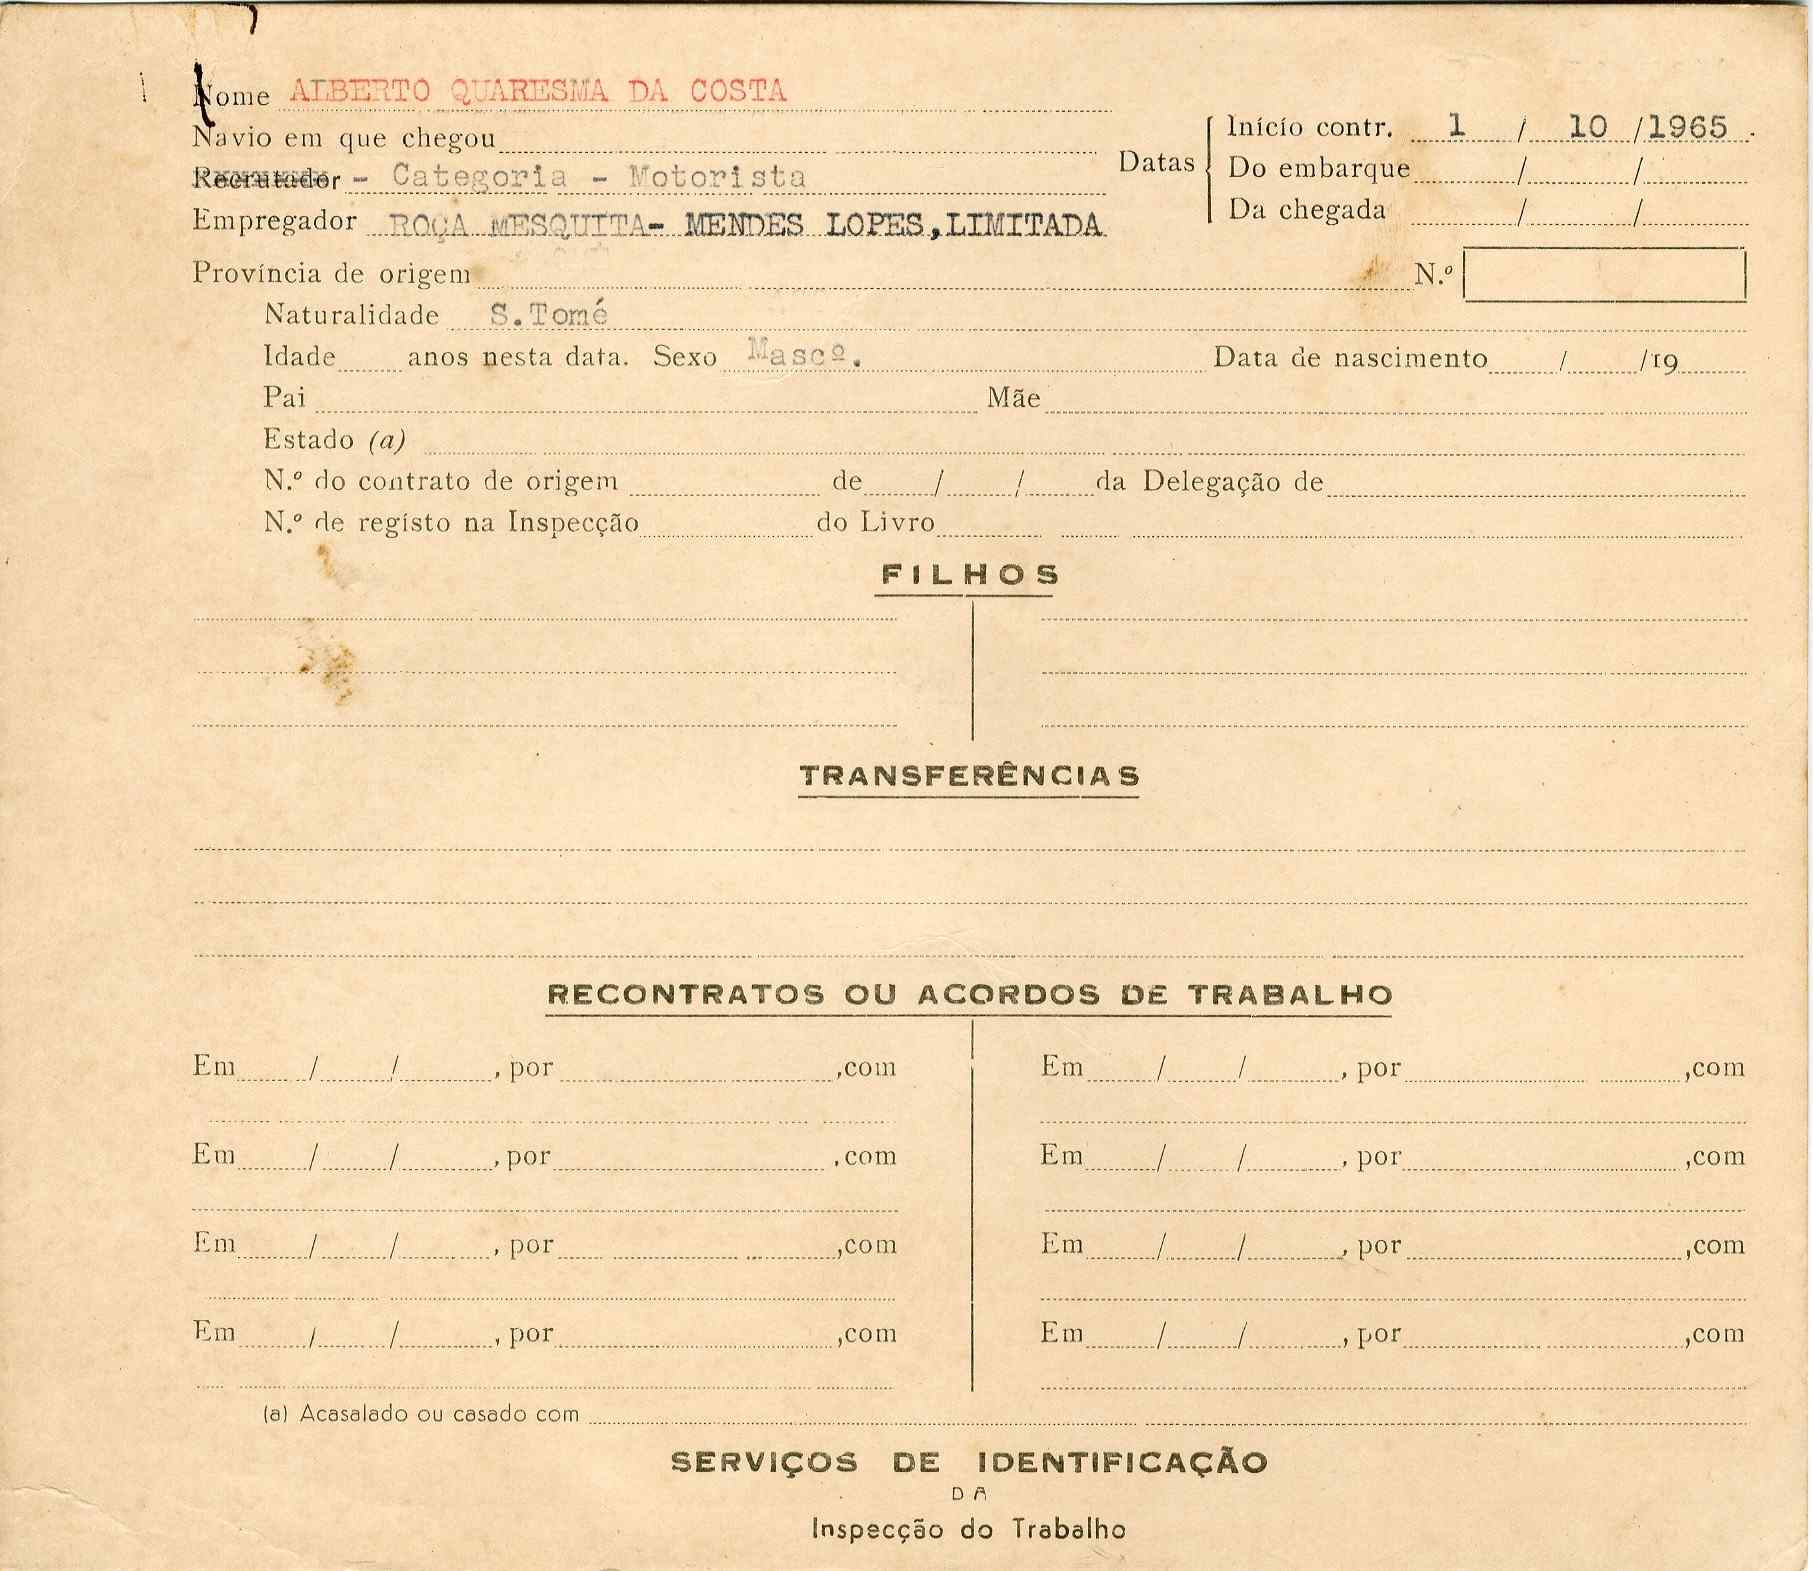 Nome ALBERTO QUARESMA DA COSTA
Navio em que chegou
Recrutador - Categoria - Motorista
Empregador ROÇA MESQUITA- MENDES LOPES,LIMITADA
Datas
Início contr. 1 / 10 /1965
Do embarque / /
Da chegada / /
Província de origem N.º
Naturalidade S.Tomé
Idade anos nesta data. Sexo Mascº. Data de nascimento / /19
Pai Mãe
Estado (a)
N.º do contrato de origem de / / da Delegação de
N.º de registo na Inspecção do Livro
FILHOS
TRANSFERÊNCIAS
RECONTRATOS OU ACORDOS DE TRABALHO
Em / / , por ,com Em / / , por ,com
Em / / , por ,com Em / / , por ,com
Em / / , por ,com Em / / , por ,com
Em / / , por ,com Em / / , por ,com
(a) Acasalado ou casado com
SERVIÇOS DE IDENTIFICAÇÃO
DA
Inspecção do Trabalho